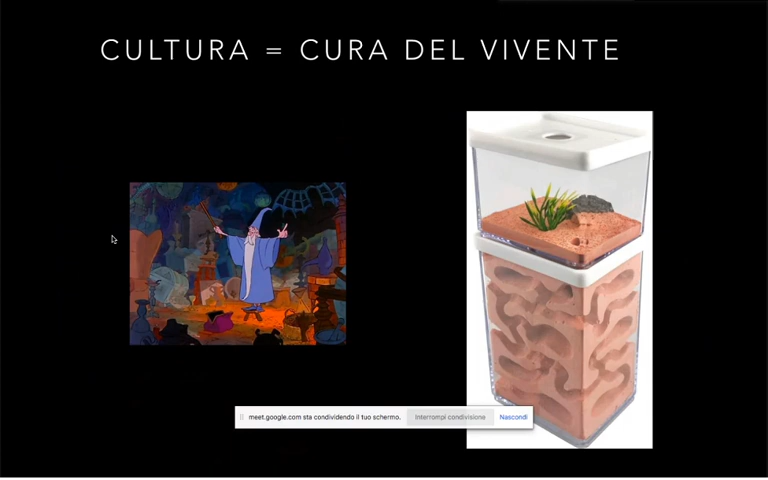 CULTURA = CURA DEL VIVENTE
meet.google.com sta condividendo il tuo schermo. Interrompi condivisione Nascondi